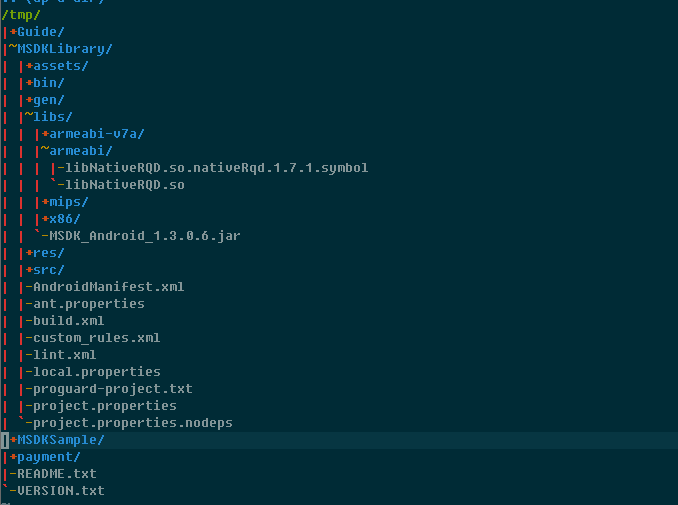 .. (up a dir)
/tmp/
|+Guide/
|~MSDKLibrary/
| |+assets/
| |+bin/
| |+gen/
| |~libs/
| | |+armeabi-v7a/
| | |~armeabi/
| | | |-libNativeRQD.so.nativeRqd.1.7.1.symbol
| | | `-libNativeRQD.so
| | |+mips/
| | |+x86/
| | `-MSDK_Android_1.3.0.6.jar
| |+res/
| |+src/
| |-AndroidManifest.xml
| |-ant.properties
| |-build.xml
| |-custom_rules.xml
| |-lint.xml
| |-local.properties
| |-proguard-project.txt
| |-project.properties
| `-project.properties.nodeps
|+MSDKSample/
|+payment/
|-README.txt
`-VERSION.txt
~